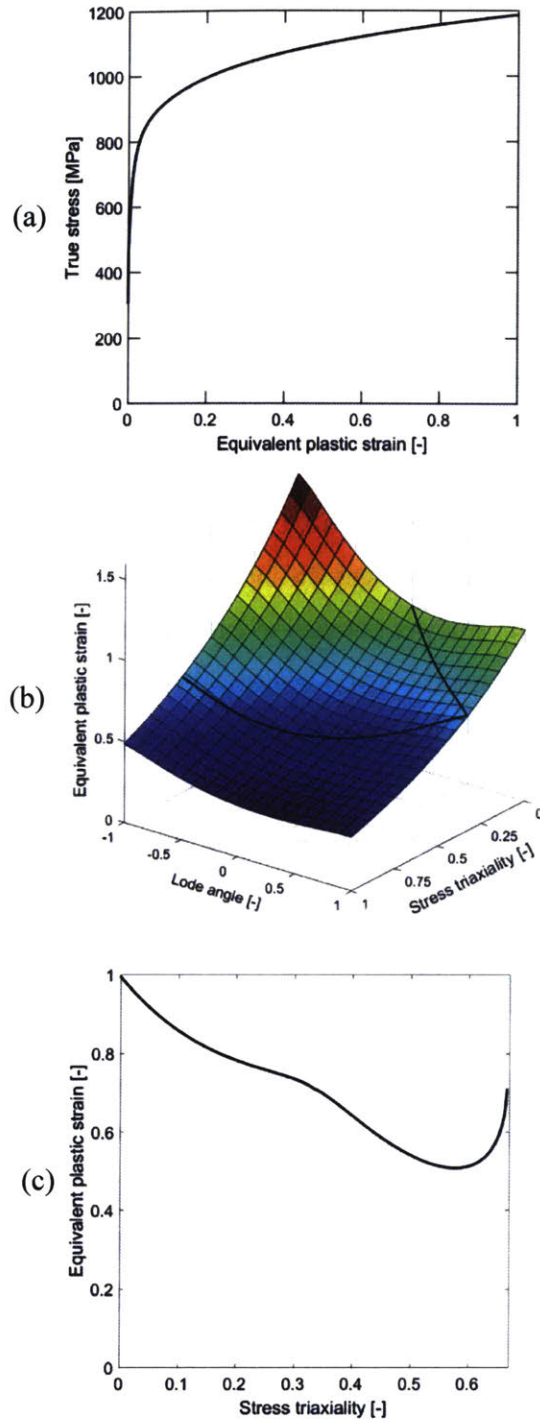 1200
1000
800
600
400
200
0
True stress [MPa]
(a)
0 0.2 0.4 0.6 0.8 1
Equivalent plastic strain [-]
1.5
1
0.5
0
Equivalent plastic strain [-]
(b)
-1 -0.5 0 0.5 1
Lode angle [-]
1 0.75 0.5 0.25 0
Stress triaxiality [-]
1
0.8
0.6
0.4
0.2
0
Equivalent plastic strain [-]
(c)
0 0.1 0.2 0.3 0.4 0.5 0.6
Stress triaxiality [-]